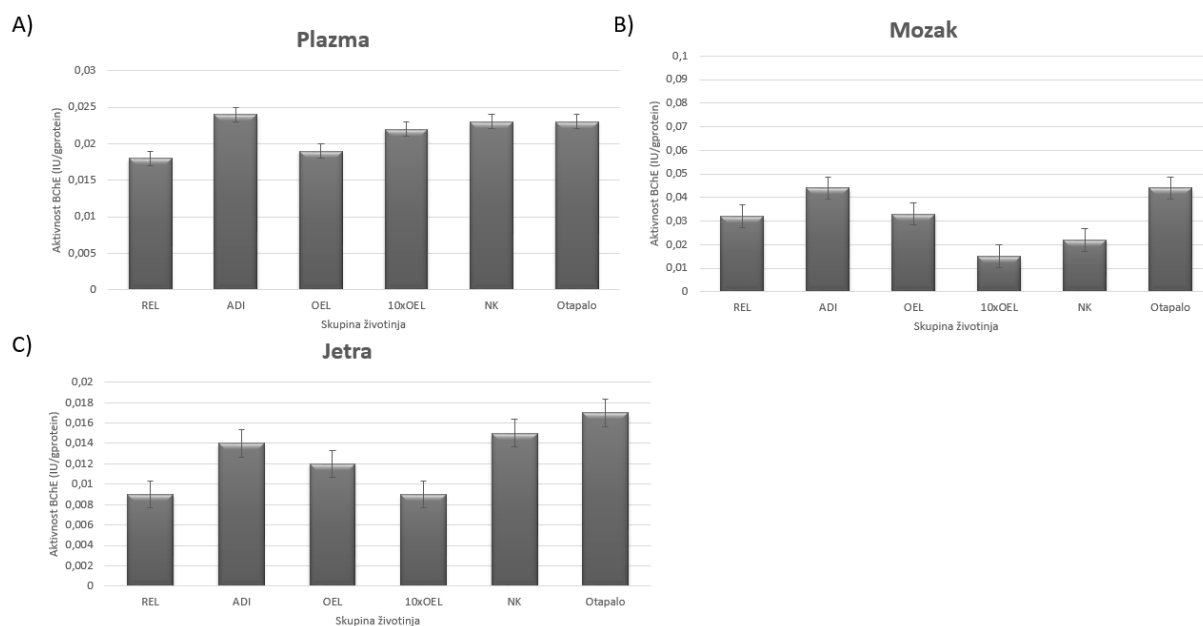 A)
Plazma
Aktivnost BChE (IU/gprotein)
0,03
0,025
0,02
0,015
0,01
0,005
0
REL ADI OEL 10xOEL NK Otapalo
Skupina životinja
B)
Mozak
Aktivnost BChE (IU/gprotein)
0,1
0,09
0,08
0,07
0,06
0,05
0,04
0,03
0,02
0,01
0
REL ADI OEL 10xOEL NK Otapalo
Skupina životinja
C)
Jetra
Aktivnost BChE (IU/gprotein)
0,02
0,018
0,016
0,014
0,012
0,01
0,008
0,006
0,004
0,002
0
REL ADI OEL 10xOEL NK Otapalo
Skupina životinja